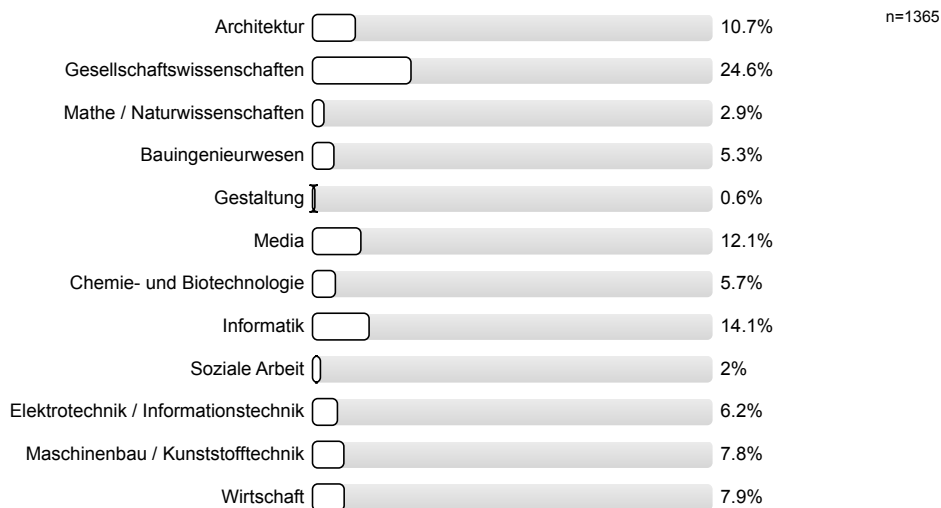 Architektur 10.7% n=1365
Gesellschaftswissenschaften 24.6%
Mathe / Naturwissenschaften 2.9%
Bauingenieurwesen 5.3%
Gestaltung 0.6%
Media 12.1%
Chemie- und Biotechnologie 5.7%
Informatik 14.1%
Soziale Arbeit 2%
Elektrotechnik / Informationstechnik 6.2%
Maschinenbau / Kunststofftechnik 7.8%
Wirtschaft 7.9%